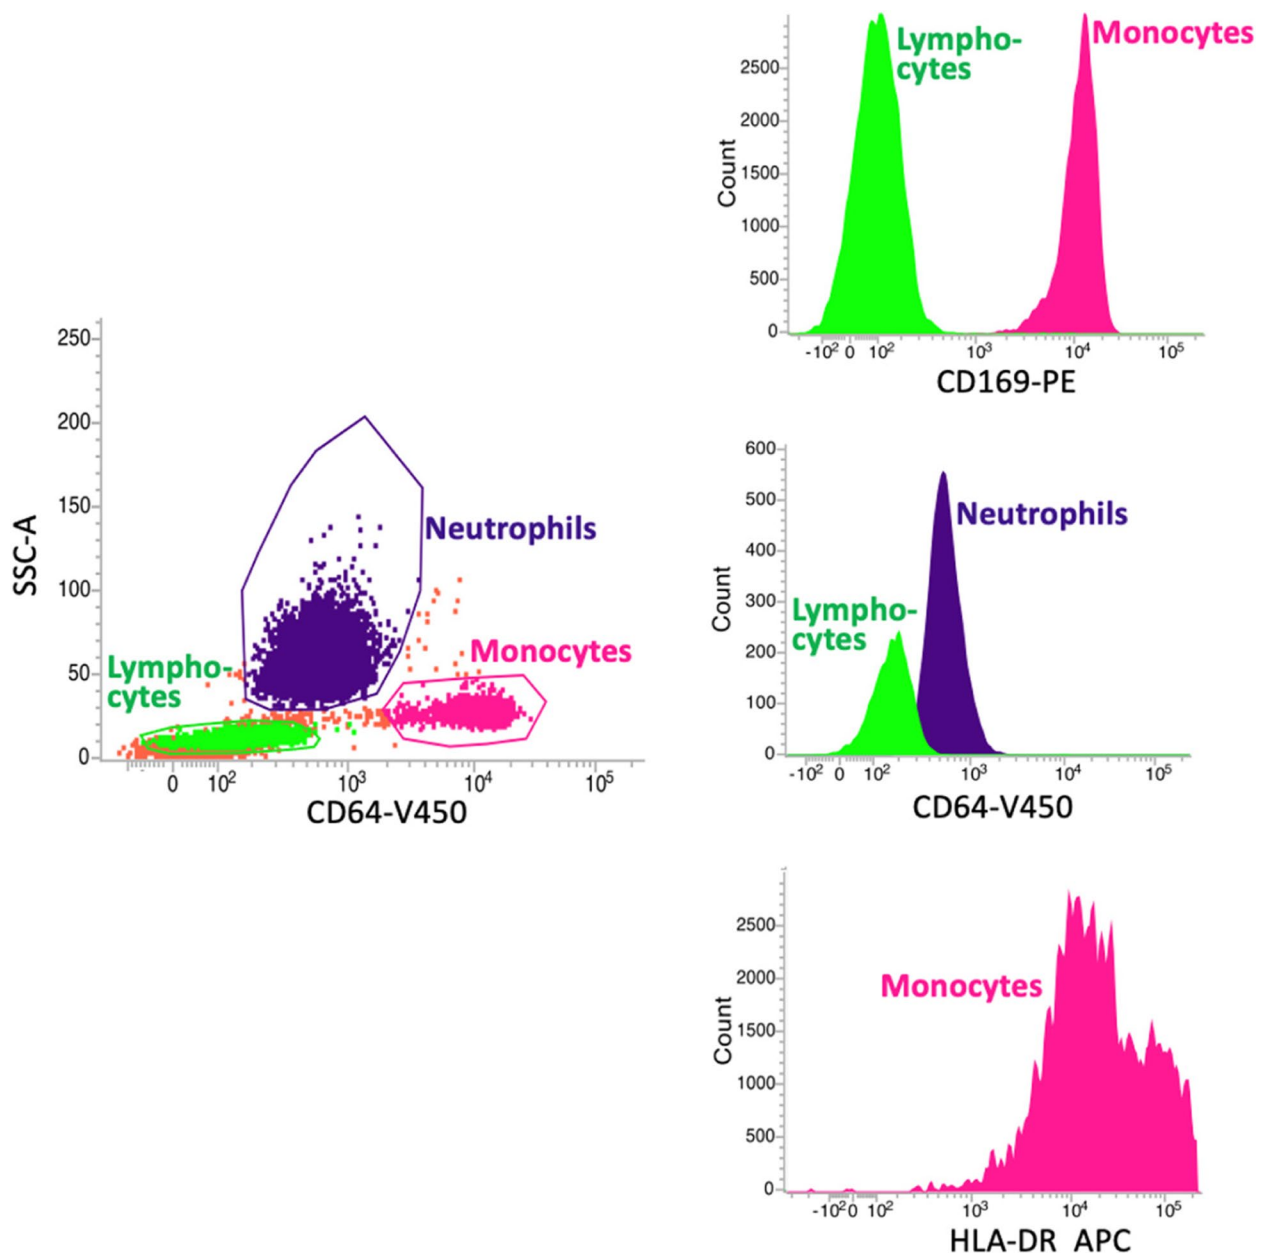 250
200
150
100
50
0
SSC-A
Neutrophils
Monocytes
Lympho-
cytes
0 10² 10³ 10⁴ 10⁵
CD64-V450
Lympho-
cytes
Monocytes
2500
2000
1500
1000
500
0
Count
-10² 0 10² 10³ 10⁴ 10⁵
CD169-PE
600
500
400
300
200
100
0
Count
Neutrophils
Lympho-
cytes
-10² 0 10² 10³ 10⁴ 10⁵
CD64-V450
2500
2000
1500
1000
500
0
Count
Monocytes
-10² 0 10² 10³ 10⁴ 10⁵
HLA-DR APC